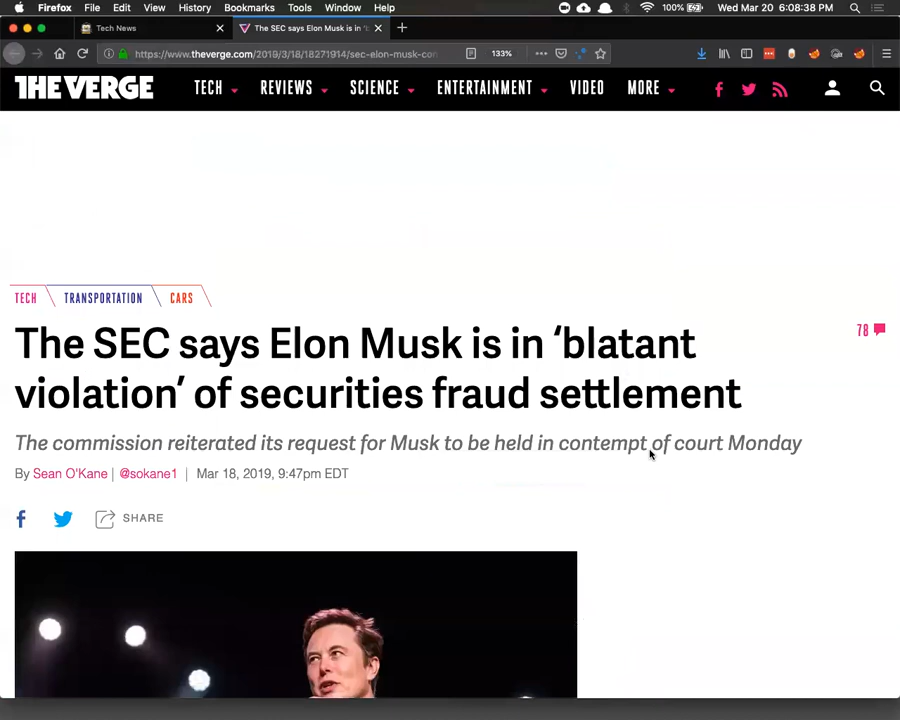 Firefox File Edit View History Bookmarks Tools Window Help 100% Wed Mar 20 6:08:38 PM
Tech News The SEC says Elon Musk is in 'b
https://www.theverge.com/2019/3/18/18271914/sec-elon-musk-con 133%
THE VERGE TECH REVIEWS SCIENCE ENTERTAINMENT VIDEO MORE
TECH TRANSPORTATION CARS
The SEC says Elon Musk is in ‘blatant
78
violation’ of securities fraud settlement
The commission reiterated its request for Musk to be held in contempt of court Monday
By Sean O'Kane | @sokane1 | Mar 18, 2019, 9:47pm EDT
SHARE